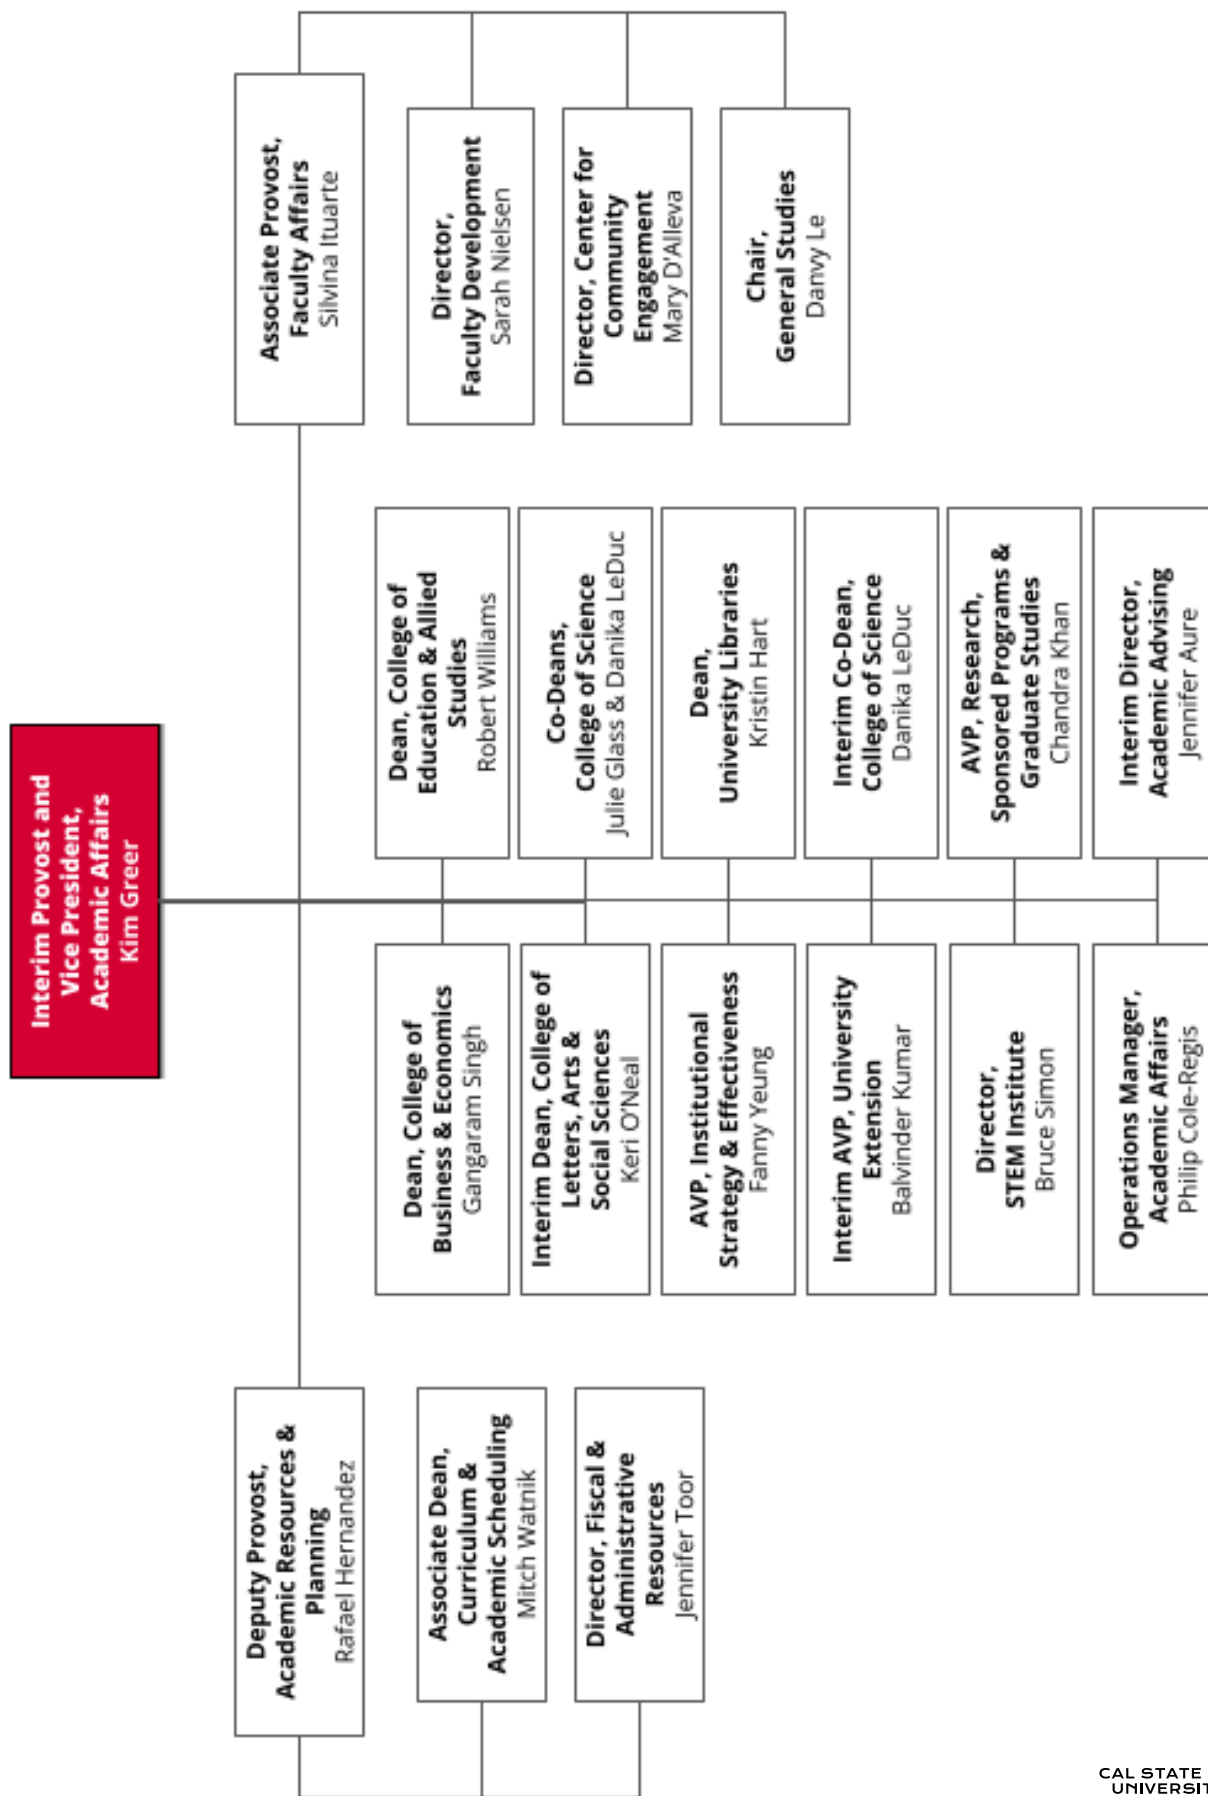 Interim Provost and
Vice President,
Academic Affairs
Kim Greer
Deputy Provost,
Academic Resources &
Planning
Rafael Hernandez
Associate Dean,
Curriculum &
Academic Scheduling
Mitch Watnik
Director, Fiscal &
Administrative
Resources
Jennifer Toor
Dean, College of
Business & Economics
Gangaram Singh
Interim Dean, College of
Letters, Arts &
Social Sciences
Keri O'Neal
AVP, Institutional
Strategy & Effectiveness
Fanny Yeung
Interim AVP, University
Extension
Balvinder Kumar
Director,
STEM Institute
Bruce Simon
Operations Manager,
Academic Affairs
Philip Cole-Regis
Dean, College of
Education & Allied
Studies
Robert Williams
Co-Deans,
College of Science
Julie Glass & Danika LeDuc
Dean,
University Libraries
Kristin Hart
Interim Co-Dean,
College of Science
Danika LeDuc
AVP, Research,
Sponsored Programs &
Graduate Studies
Chandra Khan
Interim Director,
Academic Advising
Jennifer Aure
Associate Provost,
Faculty Affairs
Silvina Ituarte
Director,
Faculty Development
Sarah Nielsen
Director, Center for
Community
Engagement
Mary D'Alleva
Chair,
General Studies
Danvy Le
CAL STATE